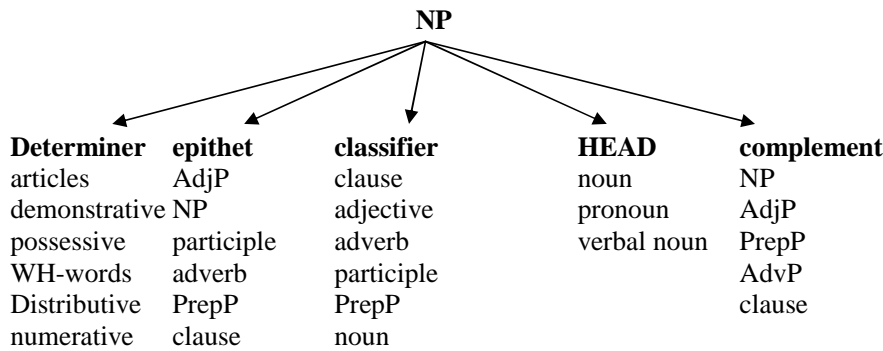 NP
Determiner epithet classifier HEAD complement
articles AdjP clause noun NP
demonstrative NP adjective pronoun AdjP
possessive participle adverb verbal noun PrepP
WH-words adverb participle AdvP
Distributive PrepP PrepP clause
numerative clause noun